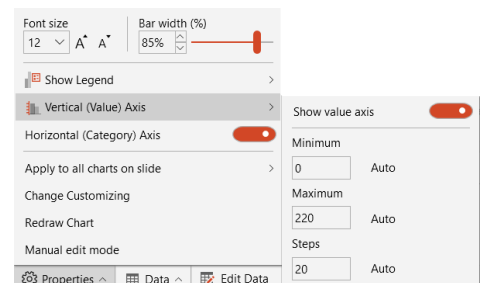 Font size
Bar width (%)
12
A
A
85%
Show Legend
Vertical (Value) Axis
Horizontal (Category) Axis
Apply to all charts on slide
Change Customizing
Redraw Chart
Manual edit mode
Properties
Data
Edit Data
Show value axis
Minimum
0
Auto
Maximum
220
Auto
Steps
20
Auto